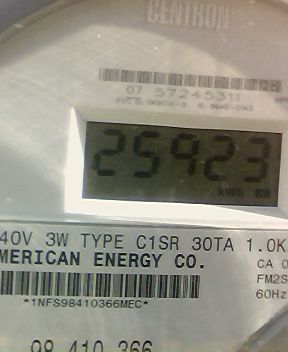 CENTRON
07 57245311
25923
kWh
40V 3W TYPE C1SR 30TA 1.0K
MERICAN ENERGY CO.
CA 0
FM2S
60Hz
*1NFS98410366MEC*
98 410 366